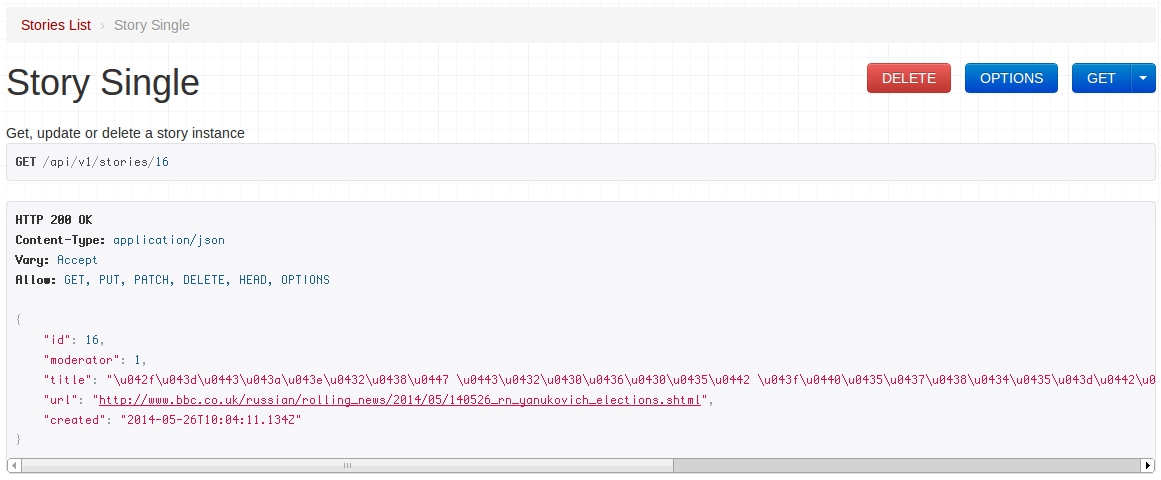 Stories List › Story Single
Story Single
DELETE
OPTIONS
GET
Get, update or delete a story instance
GET /api/v1/stories/16
HTTP 200 OK
Content-Type: application/json
Vary: Accept
Allow: GET, PUT, PATCH, DELETE, HEAD, OPTIONS
{
"id": 16,
"moderator": 1,
"title": "\u042f\u043d\u0443\u043a\u043e\u0432\u0438\u0447 \u0443\u0432\u0430\u0436\u0430\u0435\u0442 \u043f\u0440\u0435\u0437\u0438\u0434\u0435\u043d\u0442\u0
"url": "http://www.bbc.co.uk/russian/rolling_news/2014/05/140526_rn_yanukovich_elections.shtml",
"created": "2014-05-26T10:04:11.134Z"
}